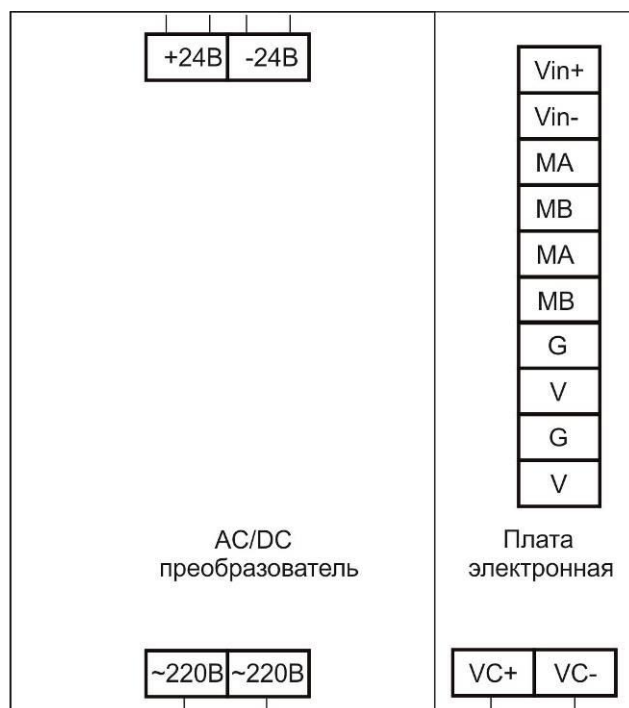 +24В -24В
Vin+
Vin-
MA
MB
MA
MB
G
V
G
V
AC/DC
преобразователь
Плата
электронная
~220В ~220В
VC+ VC-